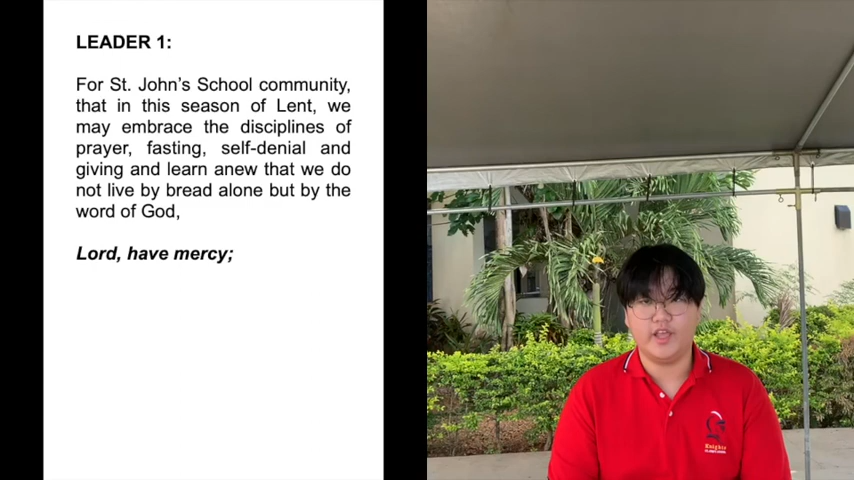 LEADER 1:
For St. John's School community,
that in this season of Lent, we
may embrace the disciplines of
prayer, fasting, self-denial and
giving and learn anew that we do
not live by bread alone but by the
word of God,
Lord, have mercy;
Knights